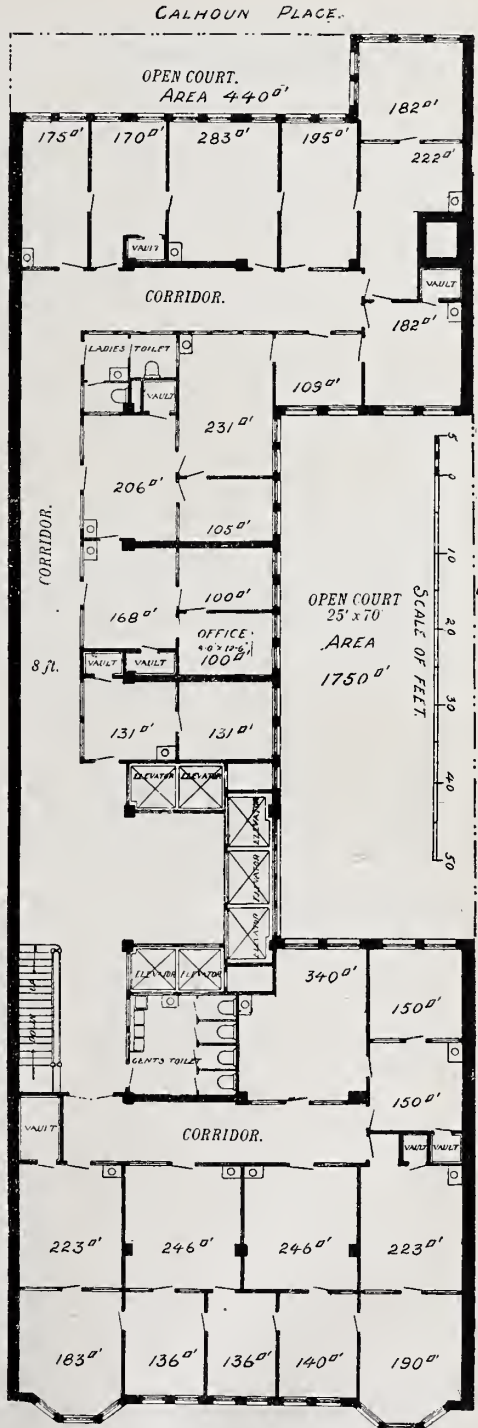 CALHOUN PLACE.
OPEN COURT.
AREA 440□'
182□'
175□' 170□' 283□' 195□'
222□'
VAULT
VAULT
CORRIDOR.
182□'
LADIES TOILET
109□'
VAULT
231□'
206□'
105□'
CORRIDOR.
8 ft.
168□'
100□'
OFFICE
100□'
VAULT VAULT
131□' 131□'
OPEN COURT
25' x 70'
AREA
1750□'
SCALE OF FEET.
5 0 10 20 30 40 50
ELEVATOR ELEVATOR
ELEVATOR
ELEVATOR
ELEVATOR
ELEVATOR ELEVATOR
UP
DOWN
340□'
150□'
GENTS TOILET
150□'
VAULT
CORRIDOR.
VAULT VAULT
223□' 246□' 246□' 223□'
183□' 136□' 136□' 140□' 190□'